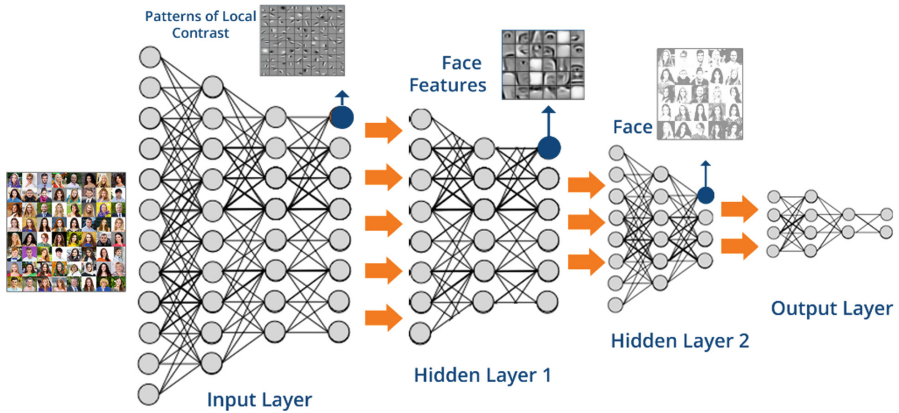 Patterns of Local
Contrast
Face
Features
Face
Input Layer
Hidden Layer 1
Hidden Layer 2
Output Layer